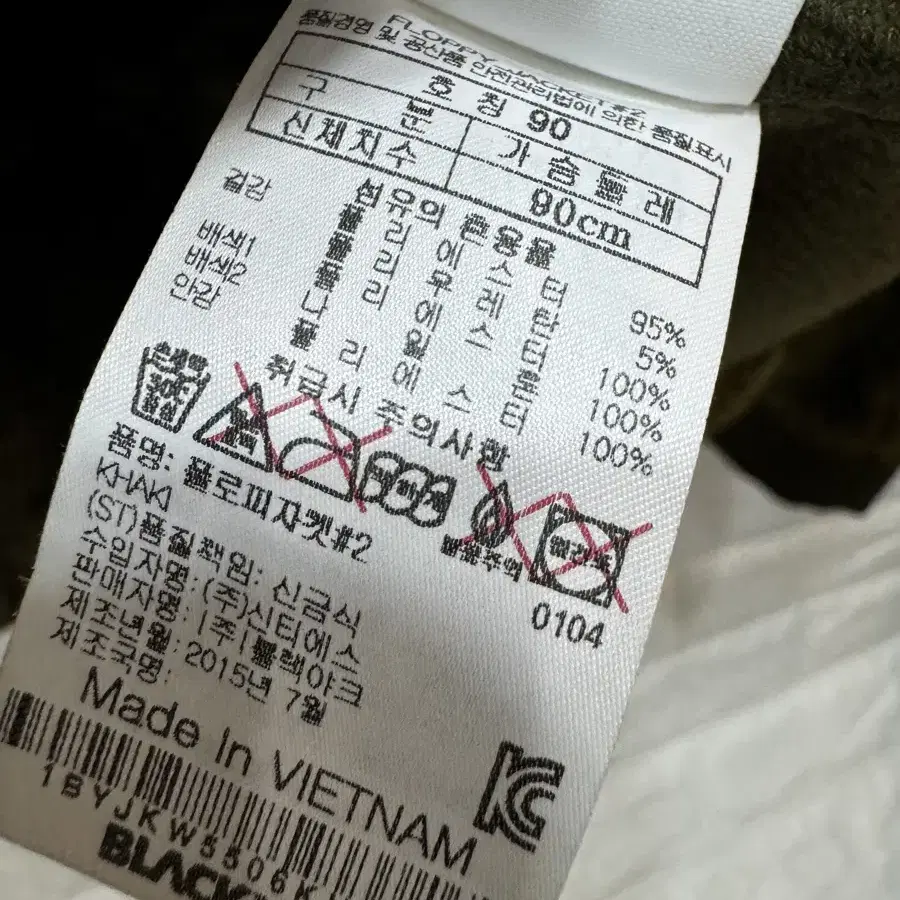 FLOPPY JACKET #2
품질경영 및 공산품 안전관리법에 의한 품질표시
호칭 90
구분 가슴둘레
신체치수 90cm
섬유의 혼용율
겉감 폴리에스터 95%
폴리우레탄 5%
배색1 폴리에스터 100%
배색2 나일론 100%
안감 폴리에스터 100%
취급시 주의사항
품명: 플로피자켓#2
KHAKI
0104
(ST)품질책임: 신금식
수입자명: (주)신티에스
판매자명: (주)블랙야크
제조년월: 2015년 7월
제조국명:
Made In VIETNAM
1BYJKW5506K
BLACK